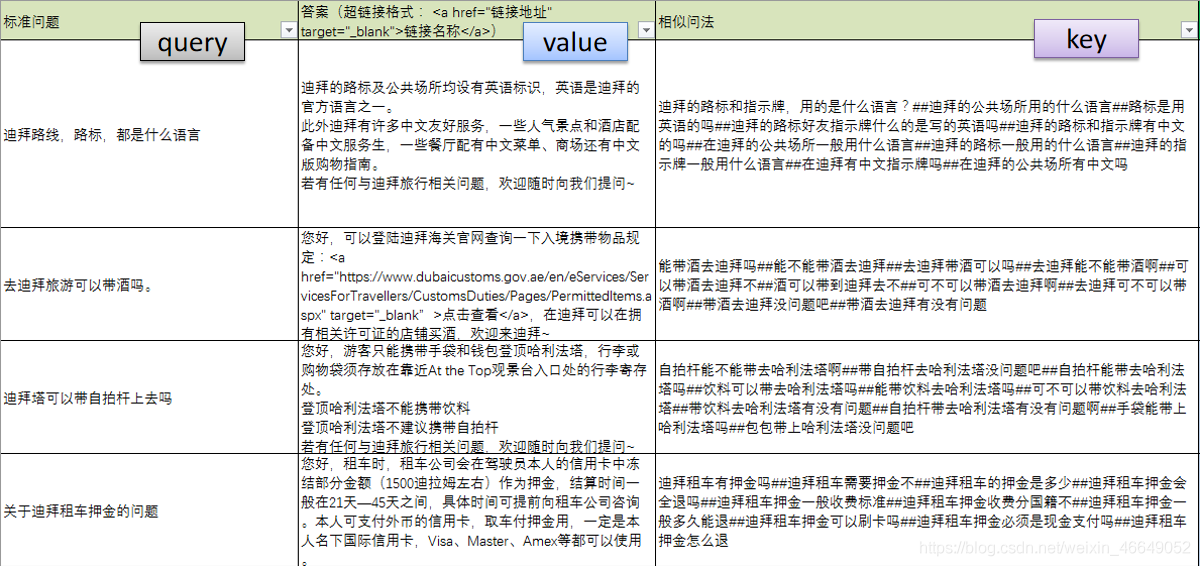 标准问题
query
答案（超链接格式： <a href="链接地址"
target="_blank">链接名称</a>）
value
相似问法
key
迪拜路线，路标，都是什么语言
迪拜的路标及公共场所均设有英语标识，英语是迪拜的
官方语言之一。
此外迪拜有许多中文友好服务，一些人气景点和酒店配
备中文服务生，一些餐厅配有中文菜单、商场还有中文
版购物指南。
若有任何与迪拜旅行相关问题，欢迎随时向我们提问~
迪拜的路标和指示牌，用的是什么语言？##迪拜的公共场所用的什么语言##路标是用
英语的吗##迪拜的路标好友指示牌什么的是写的英语吗##迪拜的路标和指示牌有中文
的吗##在迪拜的公共场所一般用什么语言##迪拜的路标一般用的什么语言##迪拜的指
示牌一般用什么语言##在迪拜有中文指示牌吗##在迪拜的公共场所有中文吗
去迪拜旅游可以带酒吗。
您好，可以登陆迪拜海关官网查询一下入境携带物品规
定：<a
href="https://www.dubaicustoms.gov.ae/en/eServices/Ser
vicesForTravellers/CustomsDuties/Pages/PermittedItems.a
spx" target="_blank" >点击查看</a>，在迪拜可以在拥
有相关许可证的店铺买酒，欢迎来迪拜~
能带酒去迪拜吗##能不能带酒去迪拜##去迪拜带酒可以吗##去迪拜能不能带酒啊##可
以带酒去迪拜不##酒可以带到迪拜去不##可不可以带酒去迪拜啊##去迪拜可不可以带
酒啊##带酒去迪拜没问题吧##带酒去迪拜有没有问题
迪拜塔可以带自拍杆上去吗
您好，游客只能携带手袋和钱包登顶哈利法塔，行李或
购物袋须存放在靠近At the Top观景台入口处的行李寄存
处。
登顶哈利法塔不能携带饮料
登顶哈利法塔不建议携带自拍杆
若有任何与迪拜旅行相关问题，欢迎随时向我们提问~
自拍杆能不能带去哈利法塔啊##带自拍杆去哈利法塔没问题吧##自拍杆能带去哈利法
塔吗##饮料可以带去哈利法塔吗##能带饮料去哈利法塔吗##可不可以带饮料去哈利法
塔##带饮料去哈利法塔有没有问题##自拍杆带去哈利法塔有没有问题啊##手袋能带上
哈利法塔吗##包包带上哈利法塔没问题吧
关于迪拜租车押金的问题
您好，租车时，租车公司会在驾驶员本人的信用卡中冻
结部分金额（1500迪拉姆左右）作为押金，结算时间一
般在21天—45天之间，具体时间可提前向租车公司咨询
。本人可支付外币的信用卡，取车付押金用，一定是本
人名下国际信用卡，Visa、Master、Amex等都可以使用
。
迪拜租车有押金吗##迪拜租车需要押金不##迪拜租车的押金是多少##迪拜租车押金会
全退吗##迪拜租车押金一般收费标准##迪拜租车押金收费分国籍不##迪拜租车押金一
般多久能退##迪拜租车押金可以刷卡吗##迪拜租车押金必须是现金支付吗##迪拜租车
押金怎么退
https://blog.csdn.net/weixin_46649052